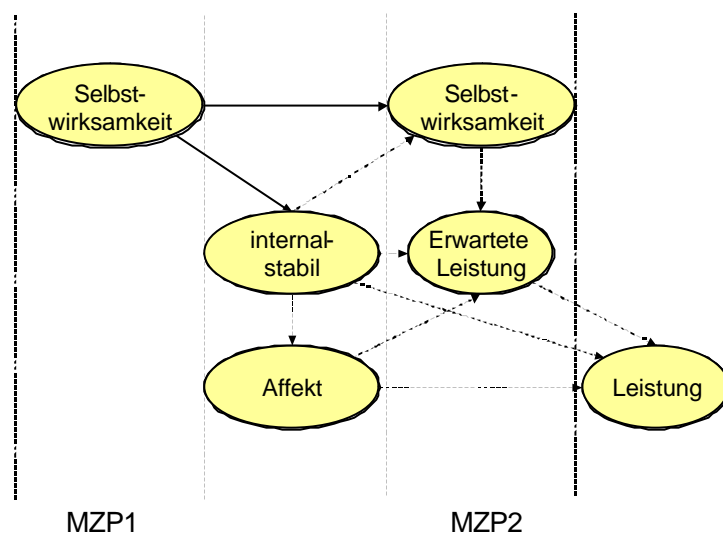 Selbst-
wirksamkeit
Selbst-
wirksamkeit
internal-
stabil
Erwartete
Leistung
Affekt
Leistung
MZP1
MZP2